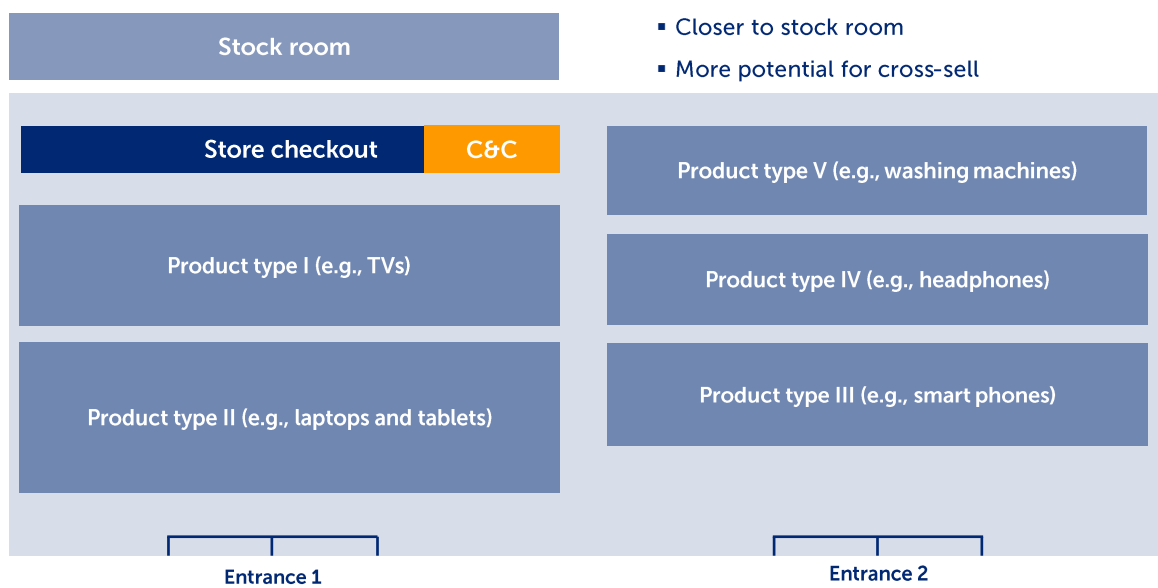 Stock room
▪ Closer to stock room
▪ More potential for cross-sell
Store checkout
C&C
Product type I (e.g., TVs)
Product type II (e.g., laptops and tablets)
Product type V (e.g., washing machines)
Product type IV (e.g., headphones)
Product type III (e.g., smart phones)
Entrance 1
Entrance 2